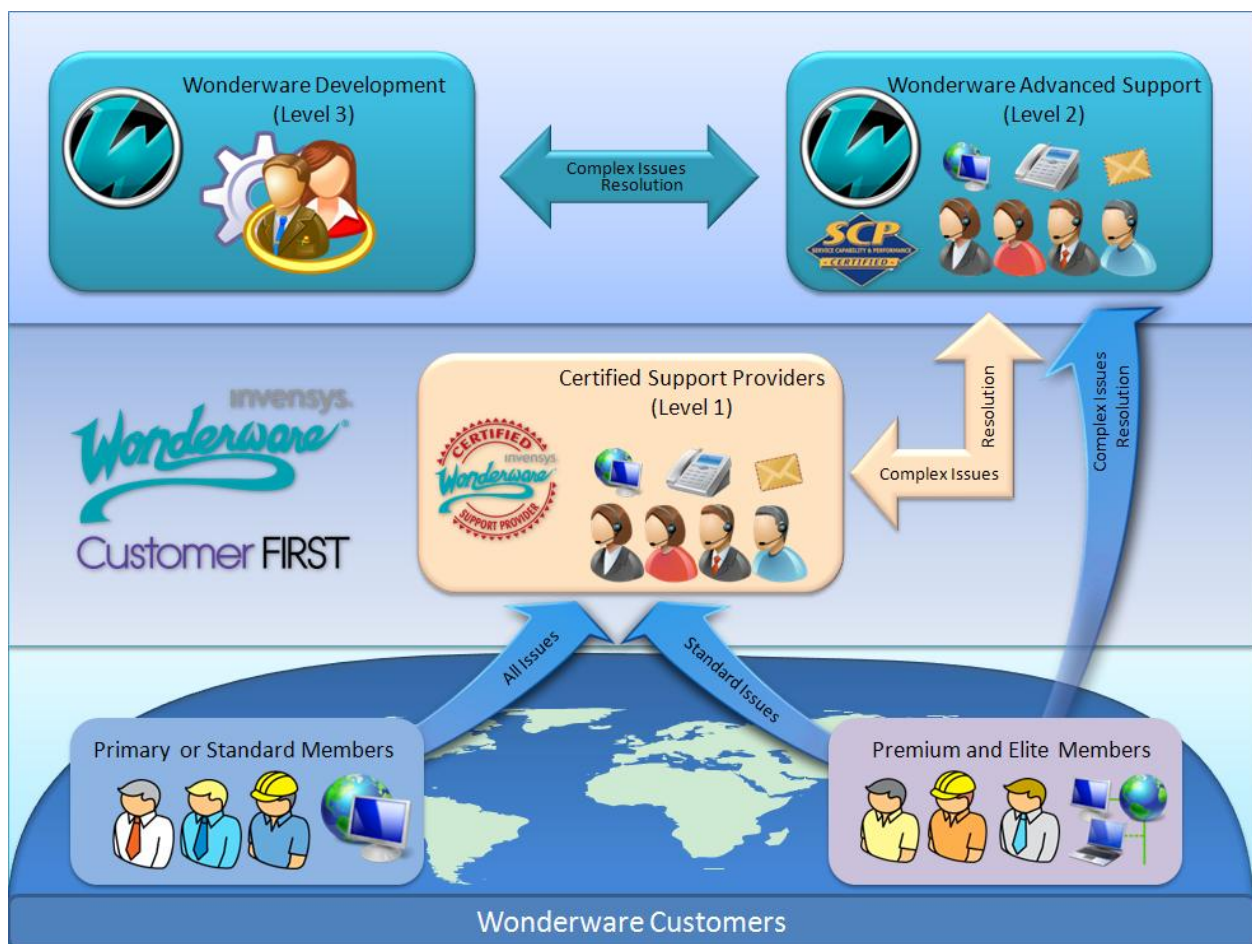 Wonderware Development
(Level 3)
Complex Issues
Resolution
Wonderware Advanced Support
(Level 2)
SCP
SERVICE CAPABILITY & PERFORMANCE
CERTIFIED
invensys.
Wonderware®
Customer FIRST
Certified Support Providers
(Level 1)
CERTIFIED
invensys
Wonderware
SUPPORT PROVIDER
Resolution
Complex Issues
Complex Issues
Resolution
All Issues
Standard Issues
Primary or Standard Members
Premium and Elite Members
Wonderware Customers